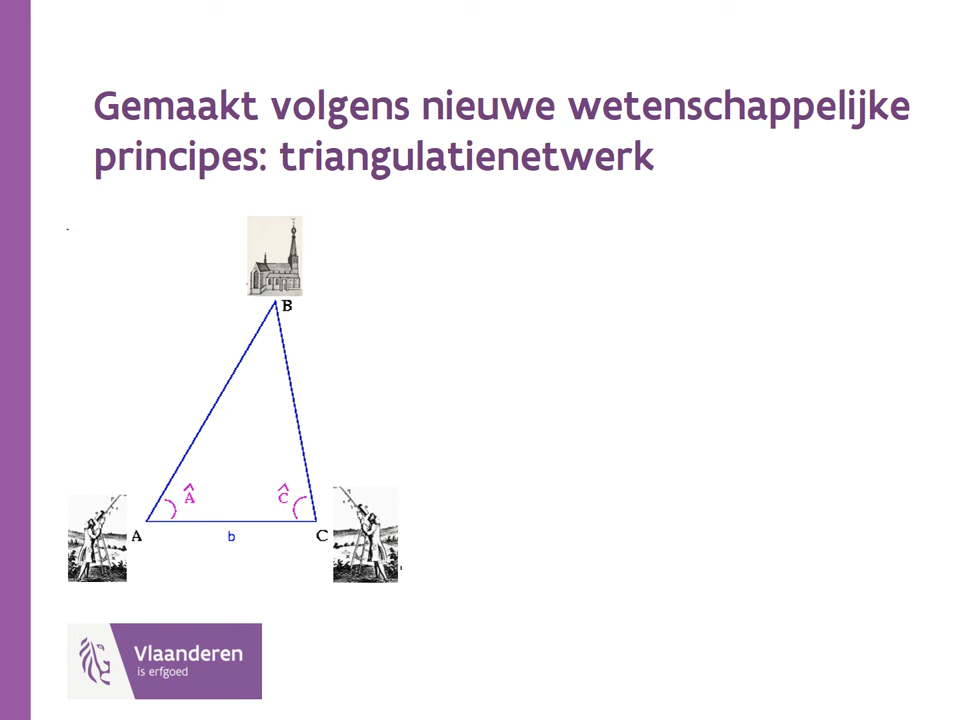 Gemaakt volgens nieuwe wetenschappelijke
principes: triangulatienetwerk
B
Â
Ĉ
A
b
C
Vlaanderen
is erfgoed